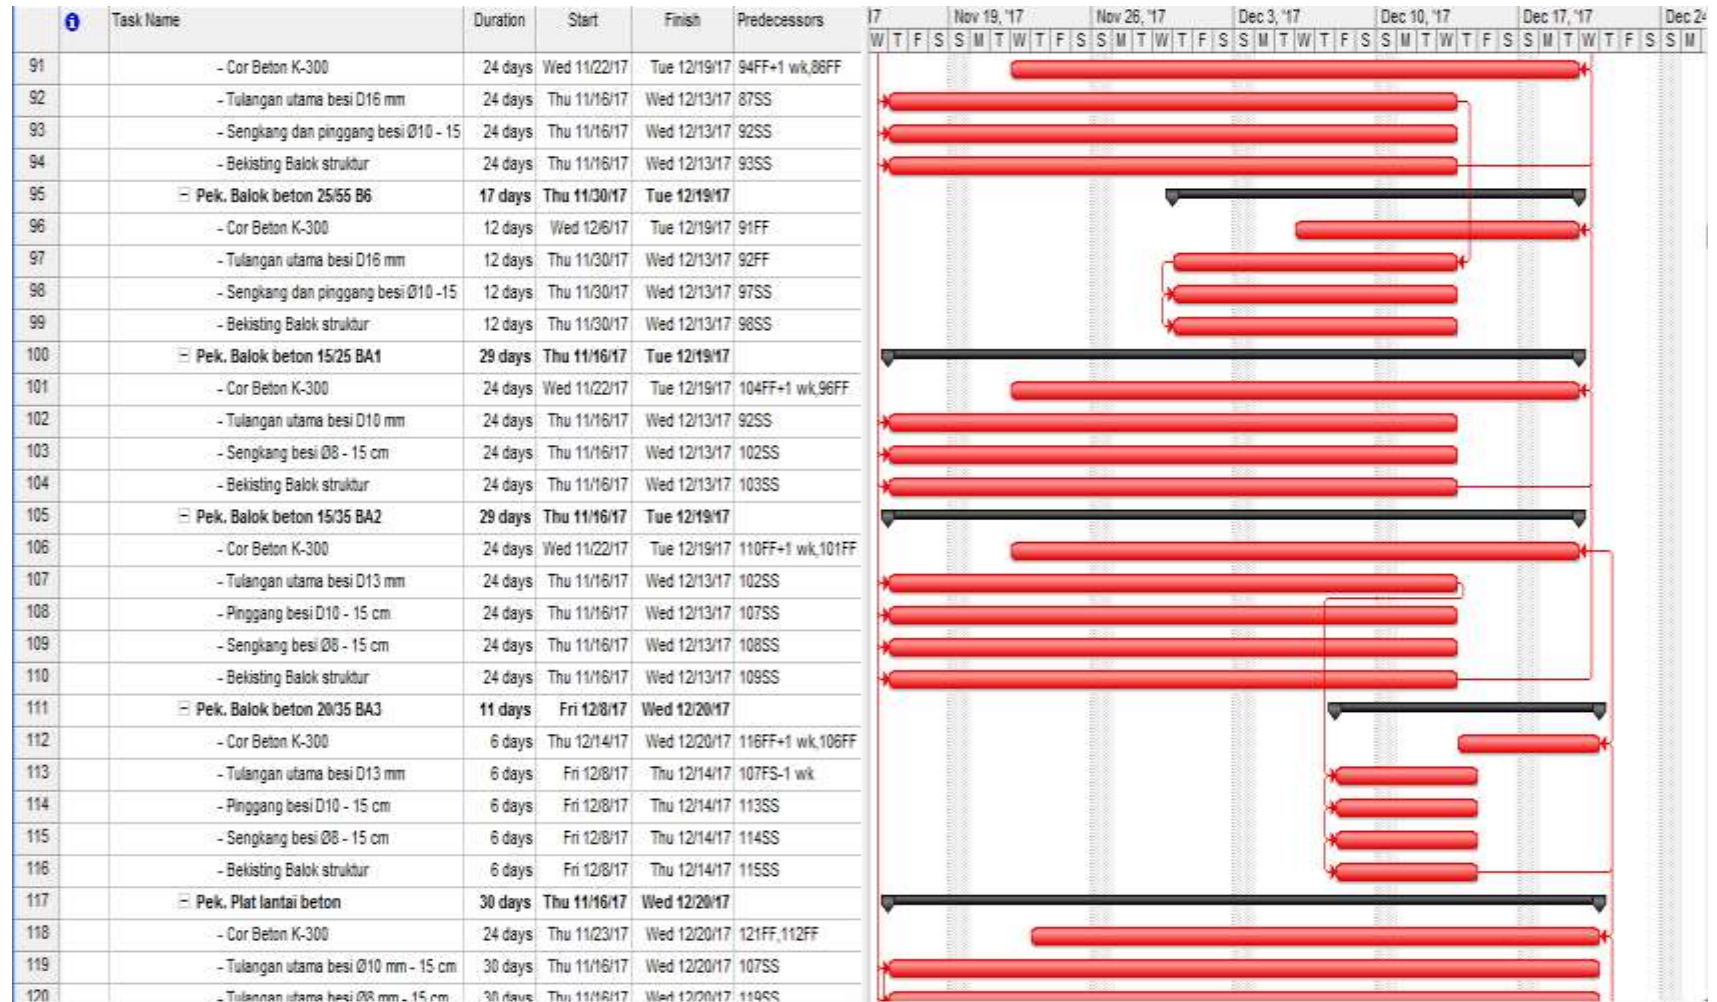 Task Name Duration Start Finish Predecessors
17 Nov 19, '17 Nov 26, '17 Dec 3, '17 Dec 10, '17 Dec 17, '17 Dec 24
W T F S S M T W T F S S M T W T F S S M T W T F S S M T W T F S S M T W T F S S M
91 - Cor Beton K-300 24 days Wed 11/22/17 Tue 12/19/17 94FF+1 wk,86FF
92 - Tulangan utama besi D16 mm 24 days Thu 11/16/17 Wed 12/13/17 87SS
93 - Sengkang dan pinggang besi Ø10 - 15 24 days Thu 11/16/17 Wed 12/13/17 92SS
94 - Bekisting Balok struktur 24 days Thu 11/16/17 Wed 12/13/17 93SS
95 Pek. Balok beton 25/55 B6 17 days Thu 11/30/17 Tue 12/19/17
96 - Cor Beton K-300 12 days Wed 12/6/17 Tue 12/19/17 91FF
97 - Tulangan utama besi D16 mm 12 days Thu 11/30/17 Wed 12/13/17 92FF
98 - Sengkang dan pinggang besi Ø10 -15 12 days Thu 11/30/17 Wed 12/13/17 97SS
99 - Bekisting Balok struktur 12 days Thu 11/30/17 Wed 12/13/17 98SS
100 Pek. Balok beton 15/25 BA1 29 days Thu 11/16/17 Tue 12/19/17
101 - Cor Beton K-300 24 days Wed 11/22/17 Tue 12/19/17 104FF+1 wk,96FF
102 - Tulangan utama besi D10 mm 24 days Thu 11/16/17 Wed 12/13/17 92SS
103 - Sengkang besi Ø8 - 15 cm 24 days Thu 11/16/17 Wed 12/13/17 102SS
104 - Bekisting Balok struktur 24 days Thu 11/16/17 Wed 12/13/17 103SS
105 Pek. Balok beton 15/35 BA2 29 days Thu 11/16/17 Tue 12/19/17
106 - Cor Beton K-300 24 days Wed 11/22/17 Tue 12/19/17 110FF+1 wk,101FF
107 - Tulangan utama besi D13 mm 24 days Thu 11/16/17 Wed 12/13/17 102SS
108 - Pinggang besi D10 - 15 cm 24 days Thu 11/16/17 Wed 12/13/17 107SS
109 - Sengkang besi Ø8 - 15 cm 24 days Thu 11/16/17 Wed 12/13/17 108SS
110 - Bekisting Balok struktur 24 days Thu 11/16/17 Wed 12/13/17 109SS
111 Pek. Balok beton 20/35 BA3 11 days Fri 12/8/17 Wed 12/20/17
112 - Cor Beton K-300 6 days Thu 12/14/17 Wed 12/20/17 116FF+1 wk,106FF
113 - Tulangan utama besi D13 mm 6 days Fri 12/8/17 Thu 12/14/17 107FS-1 wk
114 - Pinggang besi D10 - 15 cm 6 days Fri 12/8/17 Thu 12/14/17 113SS
115 - Sengkang besi Ø8 - 15 cm 6 days Fri 12/8/17 Thu 12/14/17 114SS
116 - Bekisting Balok struktur 6 days Fri 12/8/17 Thu 12/14/17 115SS
117 Pek. Plat lantai beton 30 days Thu 11/16/17 Wed 12/20/17
118 - Cor Beton K-300 24 days Thu 11/23/17 Wed 12/20/17 121FF,112FF
119 - Tulangan utama besi Ø10 mm - 15 cm 30 days Thu 11/16/17 Wed 12/20/17 107SS
120 - Tulangan utama besi Ø8 mm - 15 cm 30 days Thu 11/16/17 Wed 12/20/17 119SS